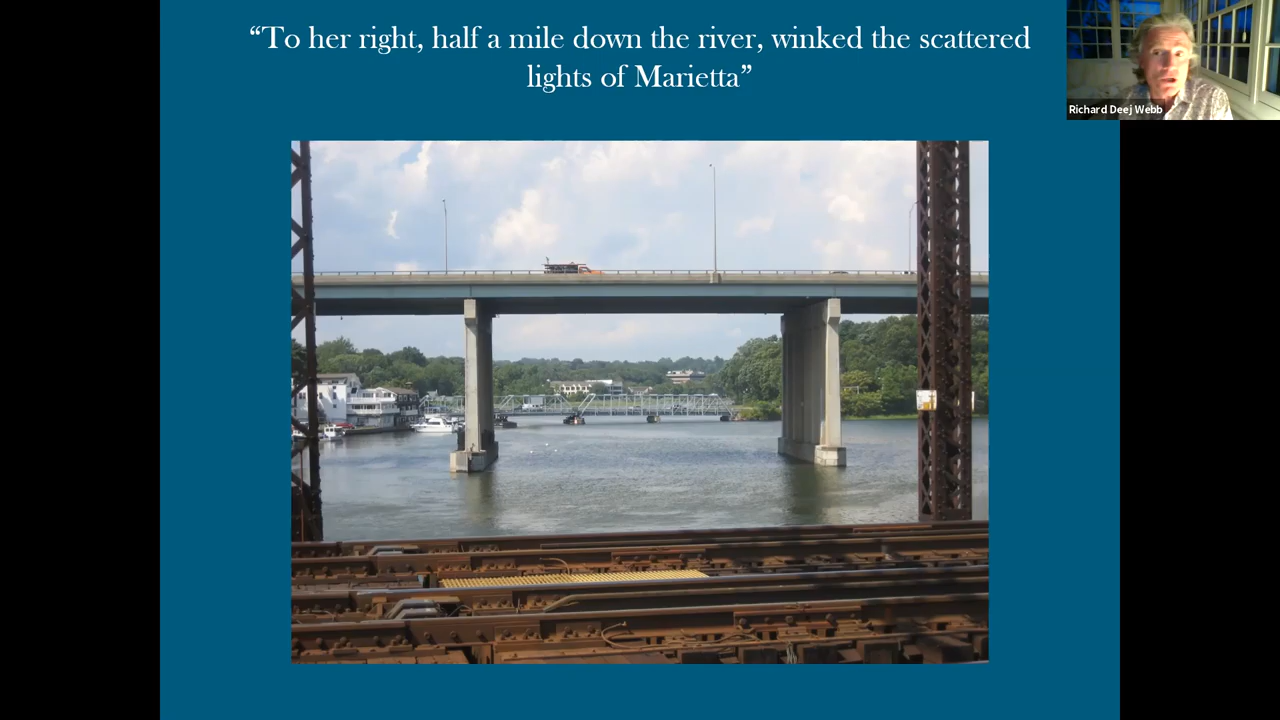 “To her right, half a mile down the river, winked the scattered
lights of Marietta”
Richard Deej Webb